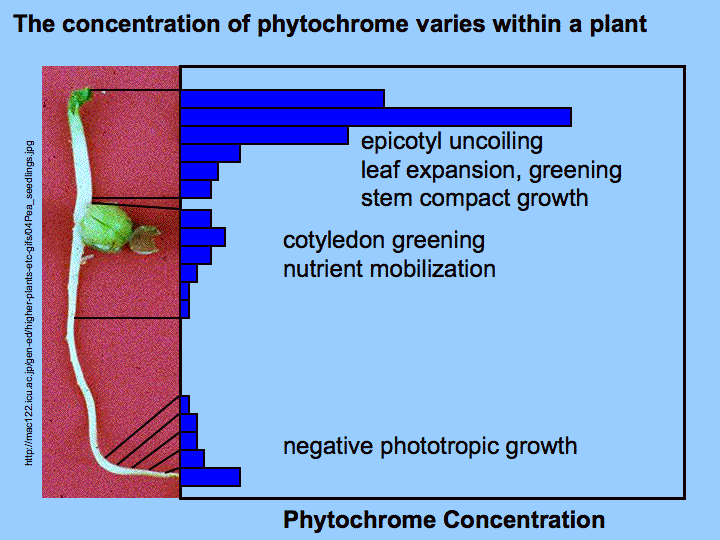 The concentration of phytochrome varies within a plant
http://mac122.icu.ac.jp/gen-ed/higher-plants-etc-gifs/04Pea_seedlings.jpg
epicotyl uncoiling
leaf expansion, greening
stem compact growth
cotyledon greening
nutrient mobilization
negative phototropic growth
Phytochrome Concentration